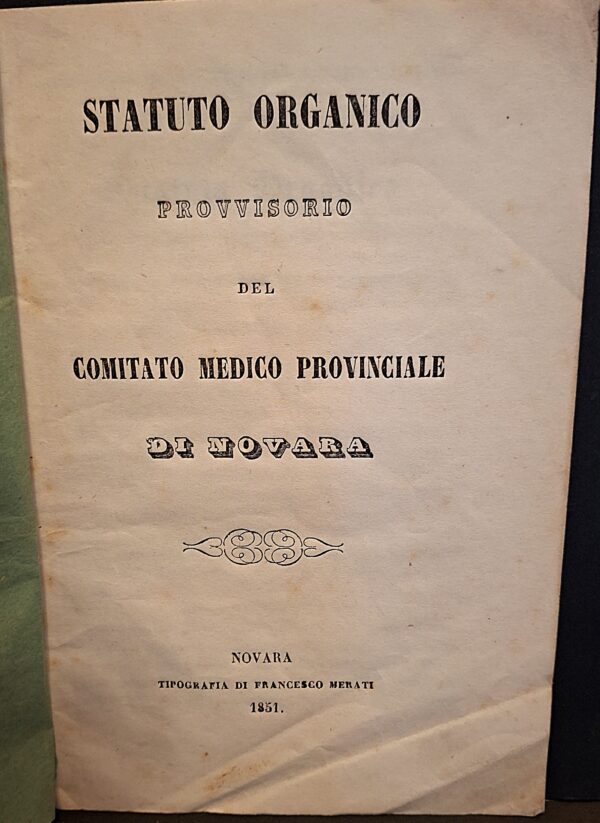 STATUTO ORGANICO
PROVVISORIO
DEL
COMITATO MEDICO PROVINCIALE
DI NOVARA
NOVARA
TIPOGRAFIA DI FRANCESCO MERATI
1851.